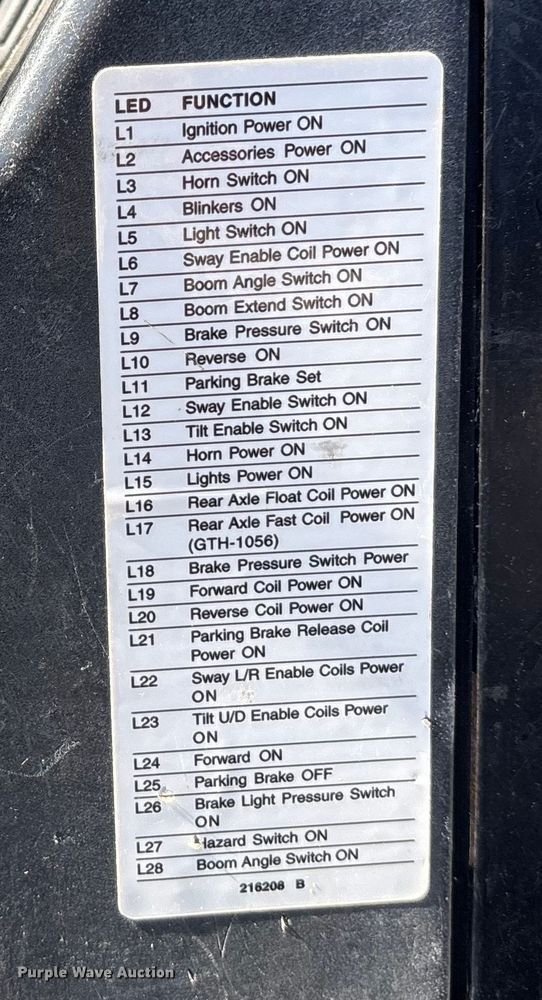 LED FUNCTION
L1 Ignition Power ON
L2 Accessories Power ON
L3 Horn Switch ON
L4 Blinkers ON
L5 Light Switch ON
L6 Sway Enable Coil Power ON
L7 Boom Angle Switch ON
L8 Boom Extend Switch ON
L9 Brake Pressure Switch ON
L10 Reverse ON
L11 Parking Brake Set
L12 Sway Enable Switch ON
L13 Tilt Enable Switch ON
L14 Horn Power ON
L15 Lights Power ON
L16 Rear Axle Float Coil Power ON
L17 Rear Axle Fast Coil Power ON
(GTH-1056)
L18 Brake Pressure Switch Power
L19 Forward Coil Power ON
L20 Reverse Coil Power ON
L21 Parking Brake Release Coil
Power ON
L22 Sway L/R Enable Coils Power
ON
L23 Tilt U/D Enable Coils Power
ON
L24 Forward ON
L25 Parking Brake OFF
L26 Brake Light Pressure Switch
ON
L27 Hazard Switch ON
L28 Boom Angle Switch ON
216208 B
Purple Wave Auction